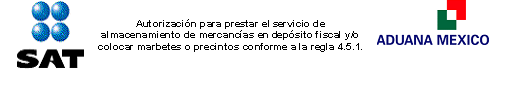 Autorización para prestar el servicio de
almacenamiento de mercancías en depósito fiscal y/o
colocar marbetes o precintos conforme a la regla 4.5.1.
SAT
ADUANA MEXICO